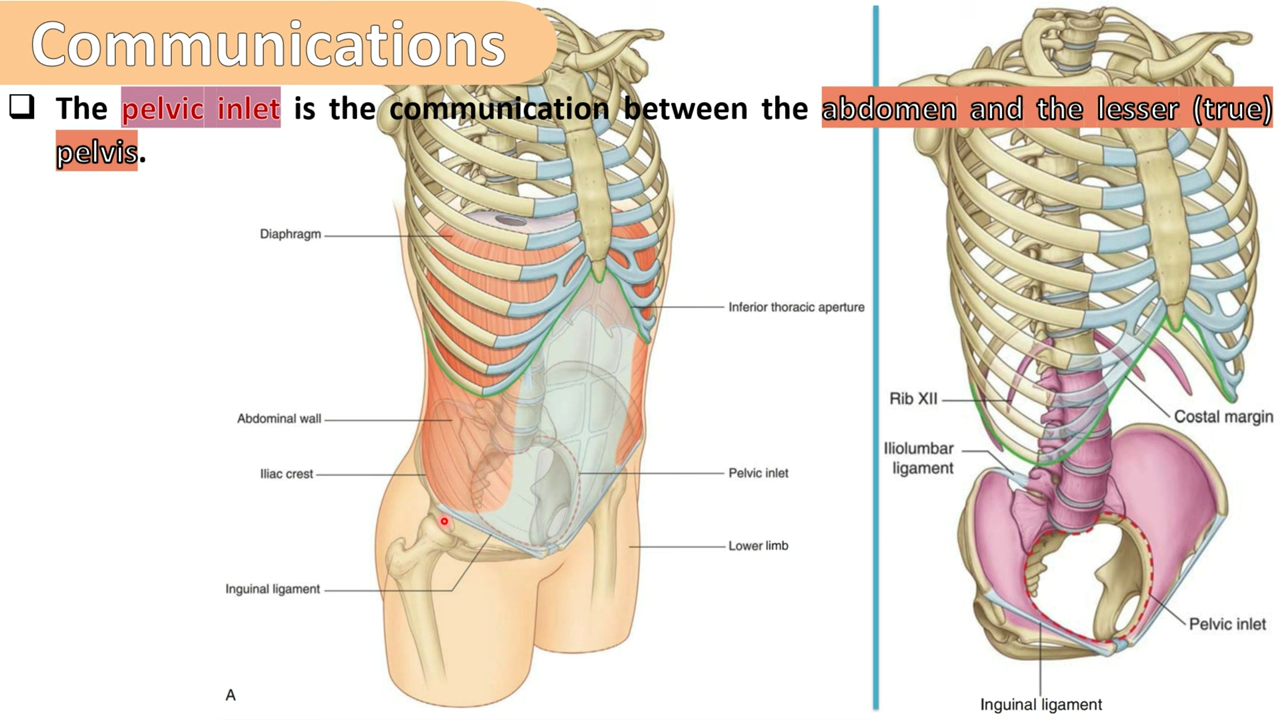 Communications
❑ The pelvic inlet is the communication between the abdomen and the lesser (true)
pelvis.
Diaphragm
Inferior thoracic aperture
Abdominal wall
Iliac crest
Pelvic inlet
Lower limb
Inguinal ligament
A
Rib XII
Costal margin
Iliolumbar
ligament
Pelvic inlet
Inguinal ligament